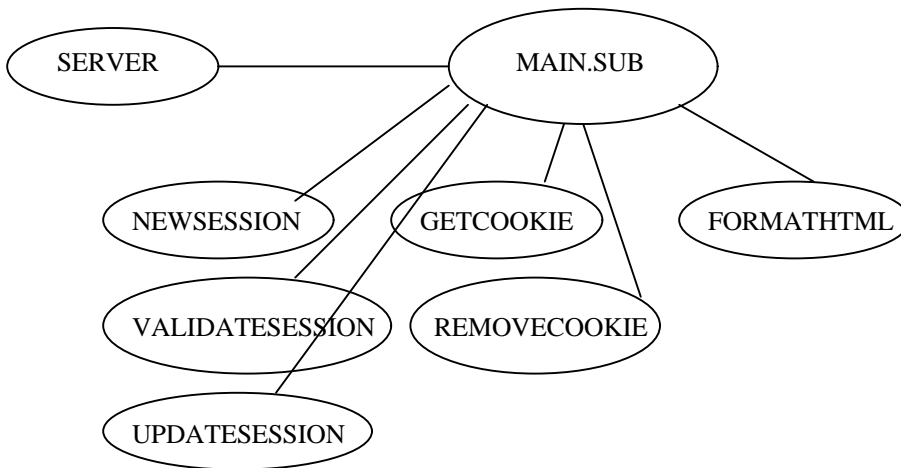 SERVER
MAIN.SUB
NEWSESSION
GETCOOKIE
FORMATHTML
VALIDATESESSION
REMOVECOOKIE
UPDATESESSION